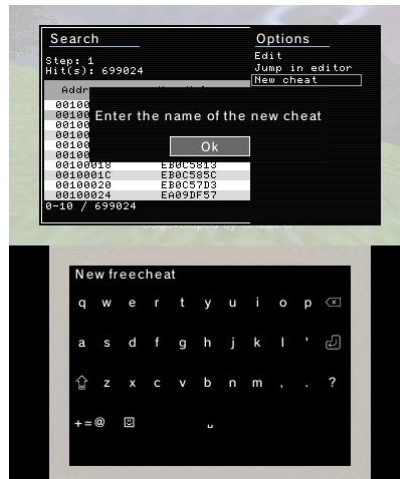 Search
Options
Step: 1
Hit(s): 699024
Edit
Jump in editor
New cheat
Enter the name of the new cheat
Ok
00100018 EB0C5813
0010001C EB0C585C
00100020 EB0C57D3
00100024 EA09DF57
0-10 / 699024
New freecheat
q w e r t y u i o p
a s d f g h j k l '
z x c v b n m , . ?
+=@